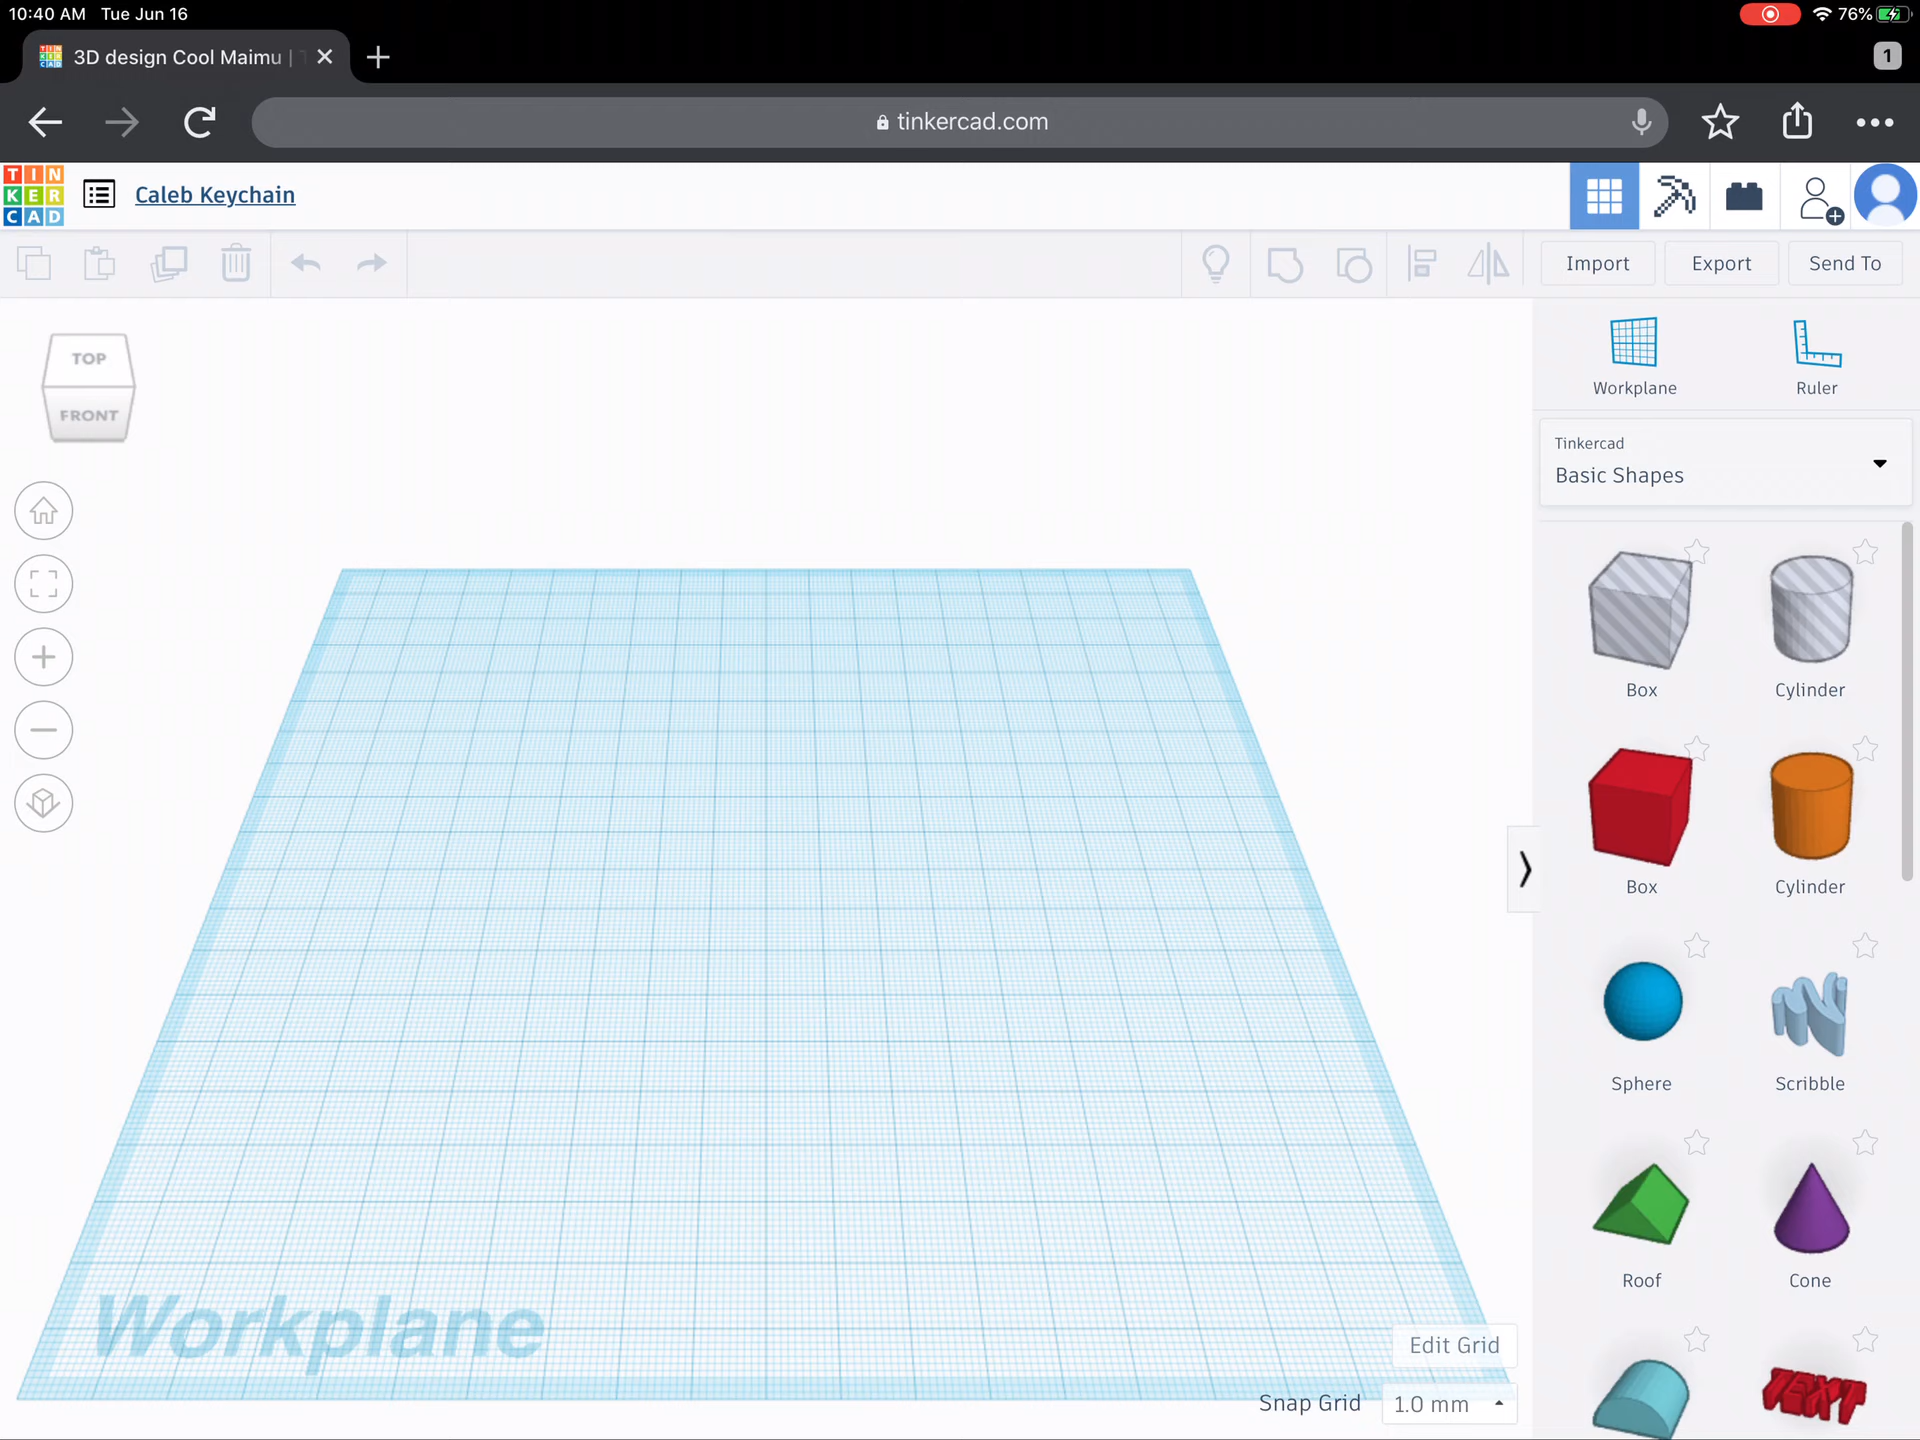 10:40 AM Tue Jun 16
76%
3D design Cool Maimu | T
1
tinkercad.com
TIN
KER
CAD
Caleb Keychain
Import
Export
Send To
TOP
FRONT
Workplane
Ruler
Tinkercad
Basic Shapes
Box
Cylinder
Box
Cylinder
Sphere
Scribble
Roof
Cone
TEXT
Workplane
Edit Grid
Snap Grid
1.0 mm